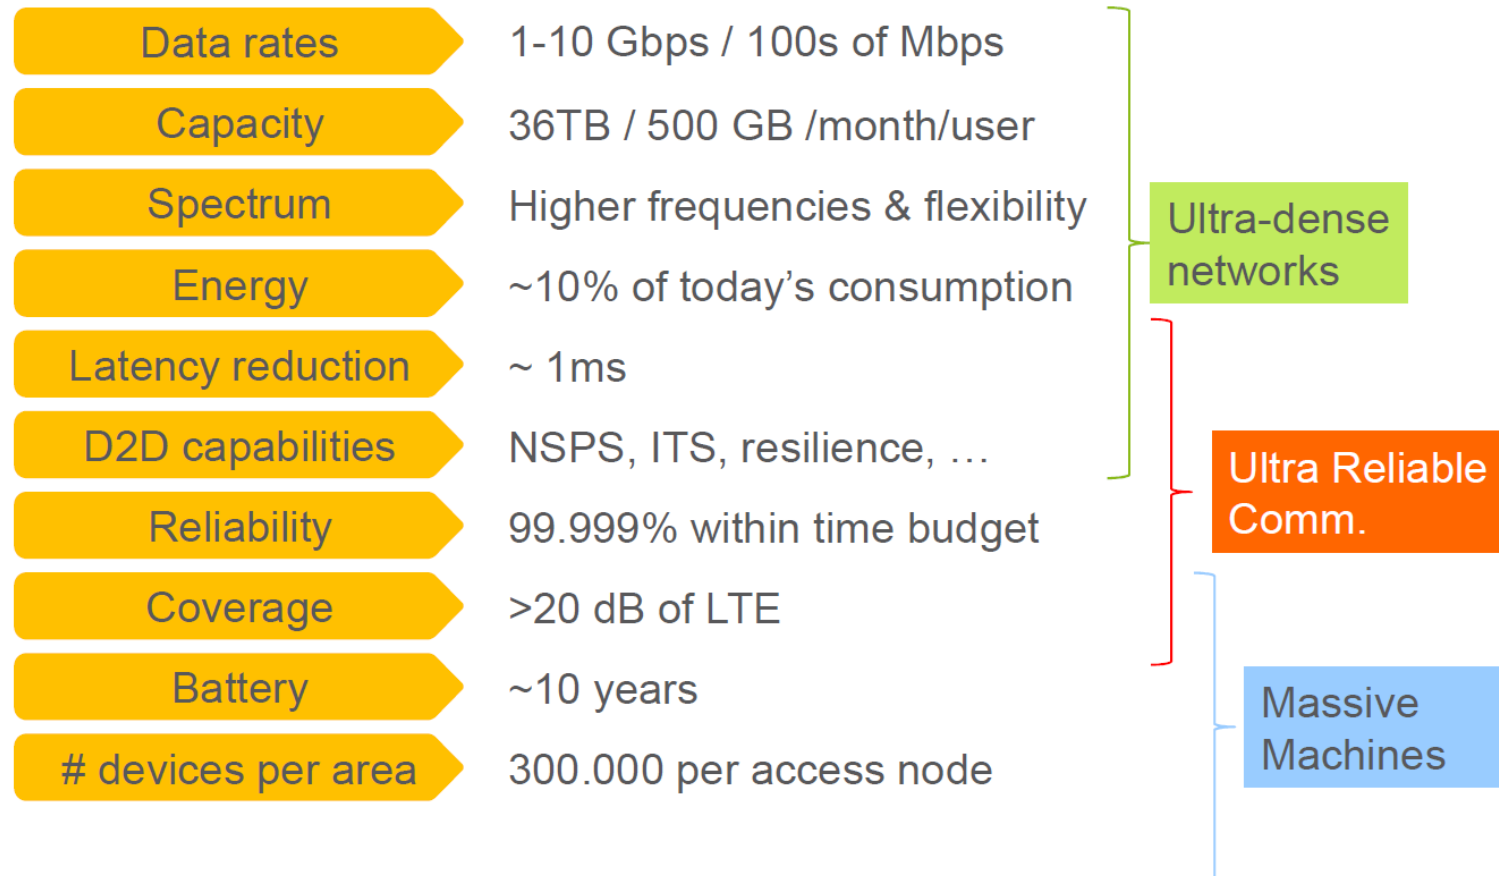 Data rates
1-10 Gbps / 100s of Mbps
Capacity
36TB / 500 GB /month/user
Spectrum
Higher frequencies & flexibility
Energy
~10% of today’s consumption
Latency reduction
~ 1ms
D2D capabilities
NSPS, ITS, resilience, …
Reliability
99.999% within time budget
Coverage
>20 dB of LTE
Battery
~10 years
# devices per area
300.000 per access node
Ultra-dense
networks
Ultra Reliable
Comm.
Massive
Machines